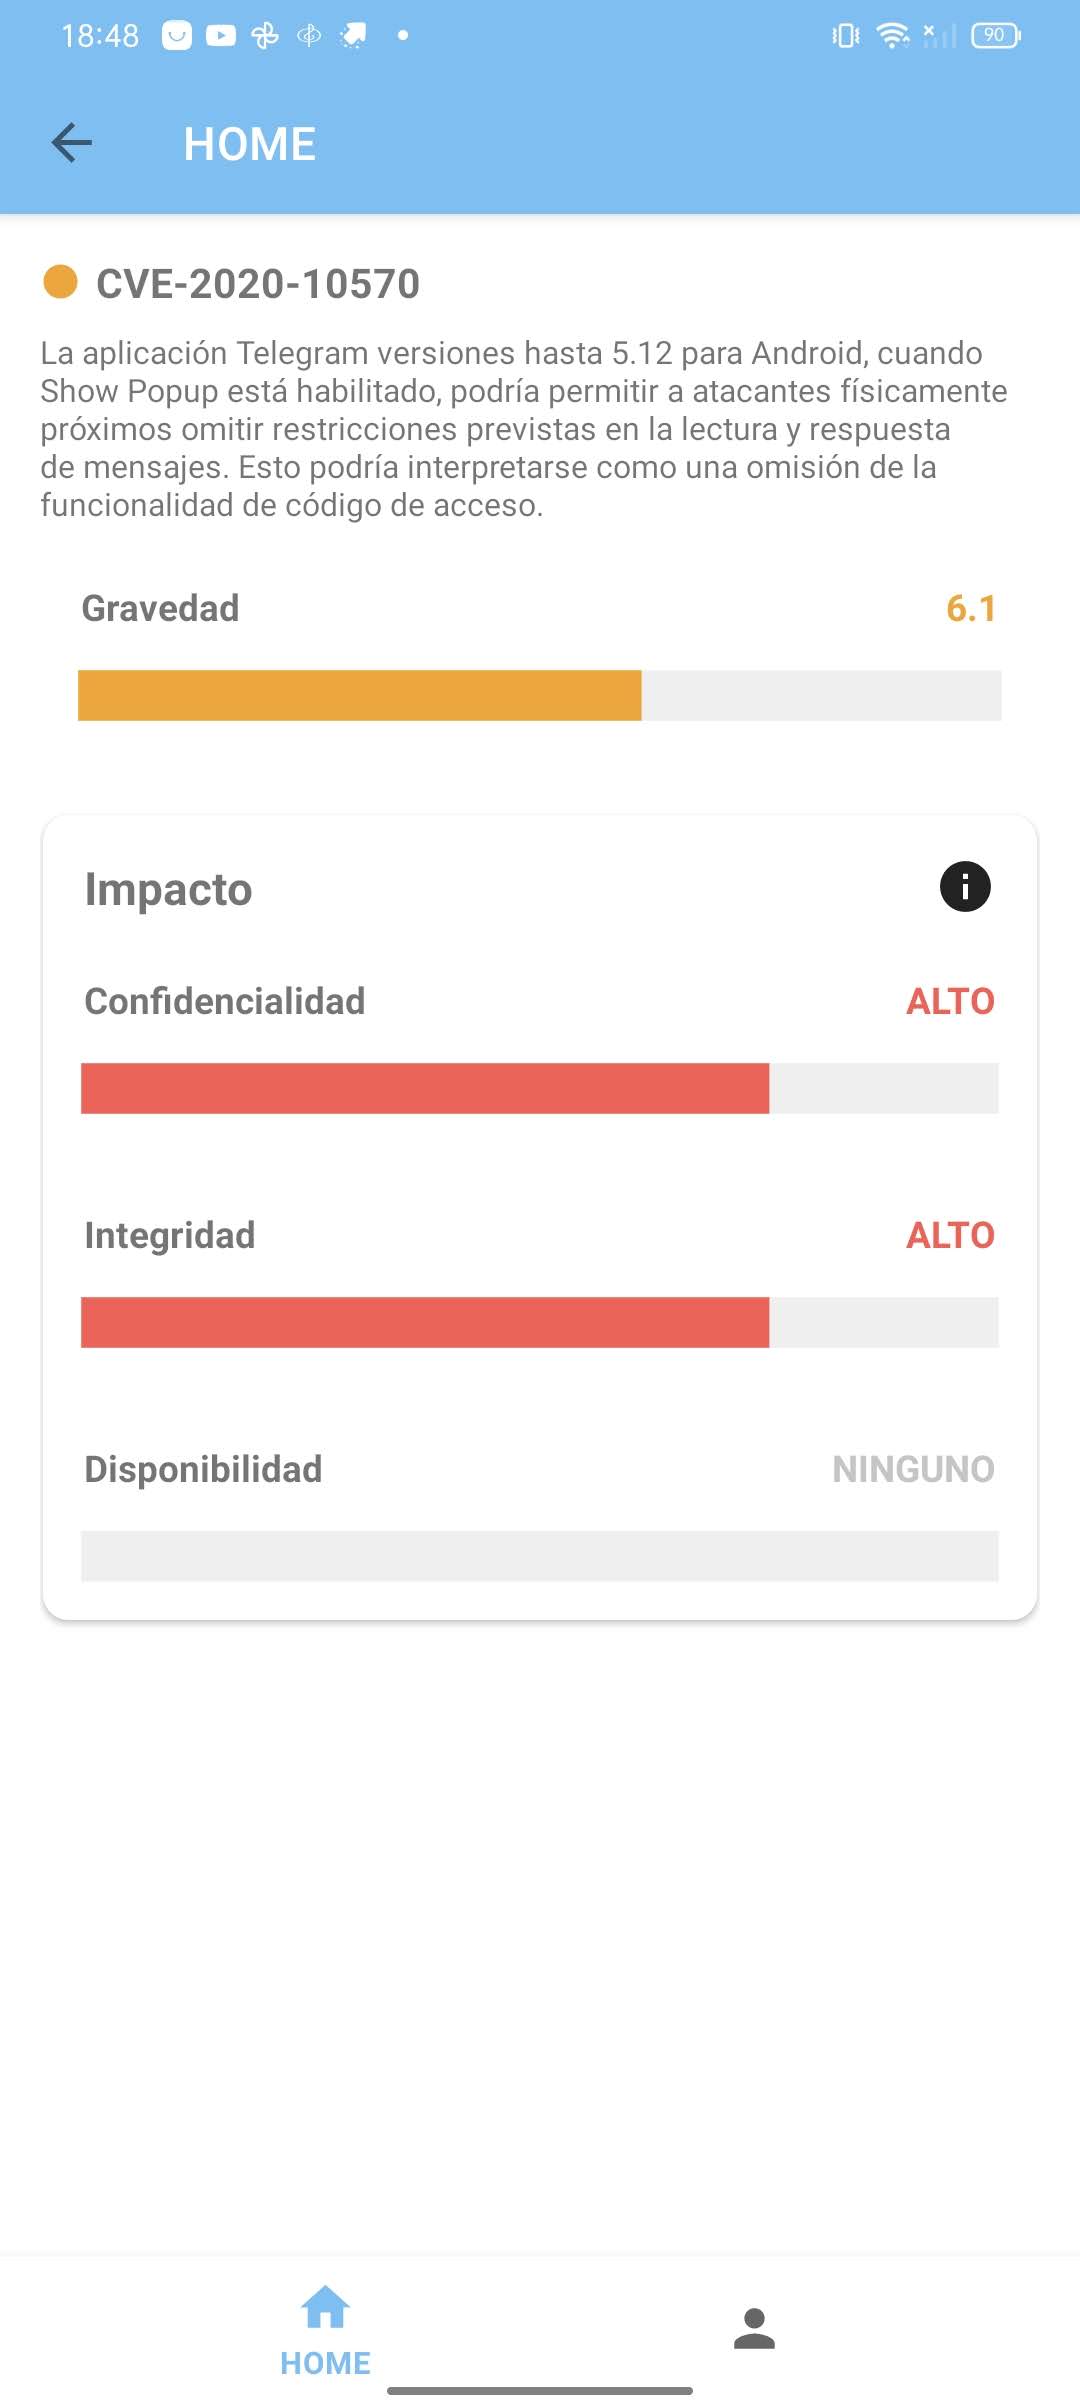 18:48
90
HOME
CVE-2020-10570
La aplicación Telegram versiones hasta 5.12 para Android, cuando
Show Popup está habilitado, podría permitir a atacantes físicamente
próximos omitir restricciones previstas en la lectura y respuesta
de mensajes. Esto podría interpretarse como una omisión de la
funcionalidad de código de acceso.
Gravedad 6.1
Impacto
Confidencialidad ALTO
Integridad ALTO
Disponibilidad NINGUNO
HOME